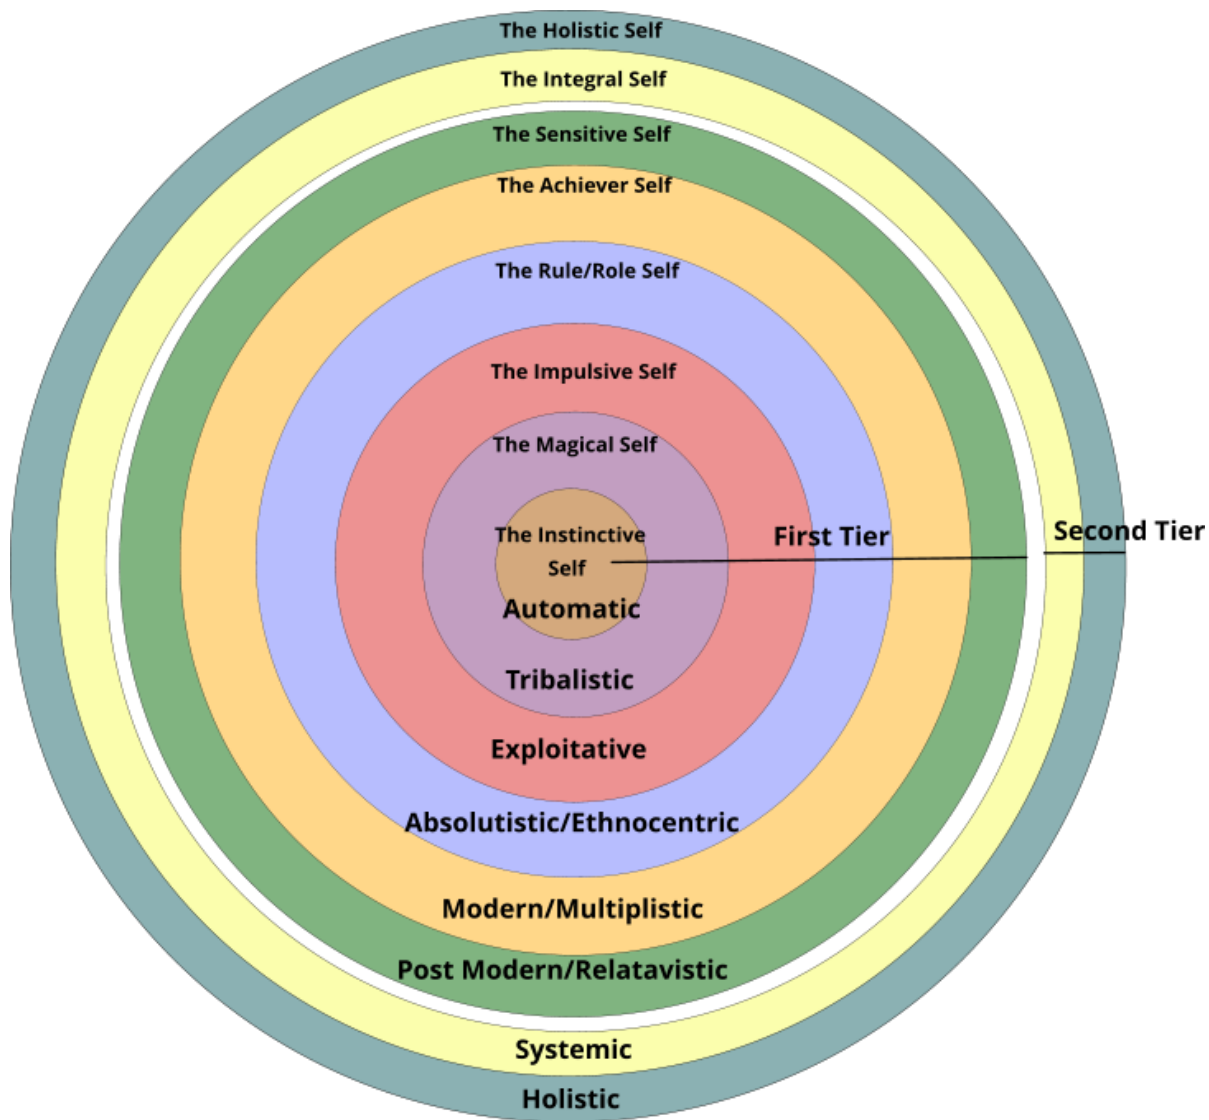 The Holistic Self
The Integral Self
The Sensitive Self
The Achiever Self
The Rule/Role Self
The Impulsive Self
The Magical Self
The Instinctive
Self
First Tier
Second Tier
Automatic
Tribalistic
Exploitative
Absolutistic/Ethnocentric
Modern/Multiplistic
Post Modern/Relatavistic
Systemic
Holistic